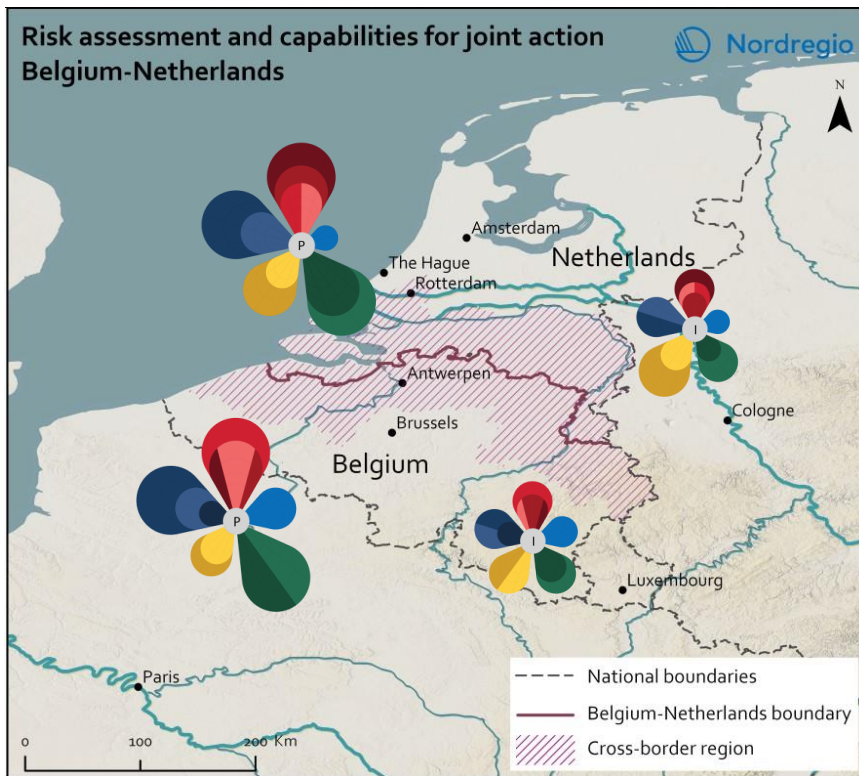 Risk assessment and capabilities for joint action
Belgium-Netherlands
Nordregio
N
P
Amsterdam
Netherlands
The Hague
Rotterdam
I
Antwerpen
Cologne
Brussels
Belgium
P
I
Luxembourg
Paris
National boundaries
Belgium-Netherlands boundary
Cross-border region
0 100 200 Km